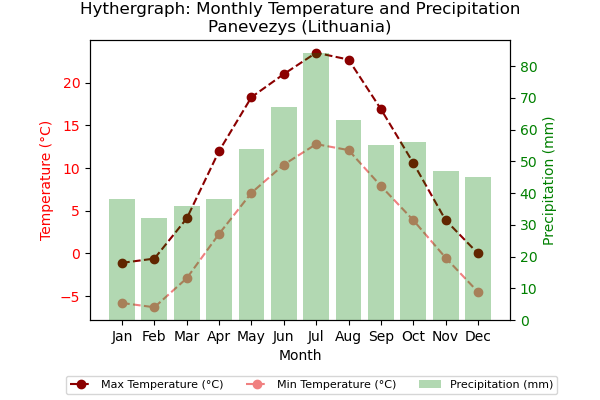 Hythergraph: Monthly Temperature and Precipitation
Panevezys (Lithuania)
Temperature (°C)
20
15
10
5
0
−5
80
70
60
50
40
30
20
10
0
Precipitation (mm)
Jan Feb Mar Apr May Jun Jul Aug Sep Oct Nov Dec
Month
Max Temperature (°C) Min Temperature (°C) Precipitation (mm)